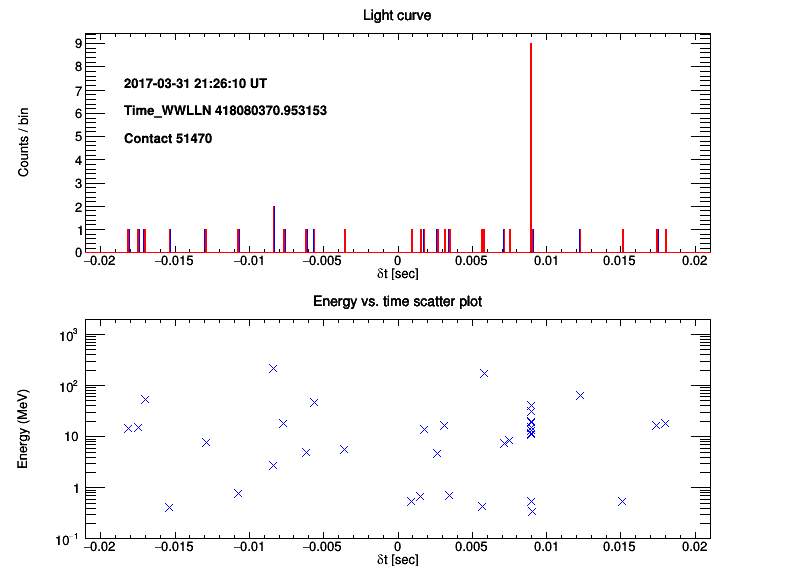 Light curve
Counts / bin
9
8
7
6
5
4
3
2
1
0
2017-03-31 21:26:10 UT
Time_WWLLN 418080370.953153
Contact 51470
−0.02 −0.015 −0.01 −0.005 0 0.005 0.01 0.015 0.02
δt [sec]
Energy vs. time scatter plot
Energy (MeV)
10³
10²
10
1
10⁻¹
−0.02 −0.015 −0.01 −0.005 0 0.005 0.01 0.015 0.02
δt [sec]